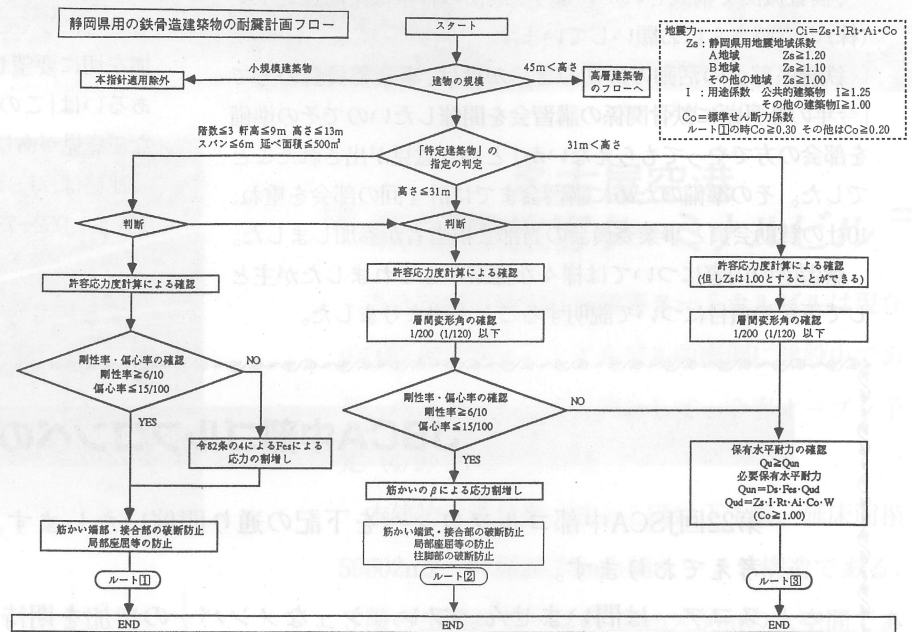 静岡県用の鉄骨造建築物の耐震計画フロー
スタート
地震力…………………… Ci=Zs・I・Rt・Ai・Co
Zs:静岡県用地震地域係数
A地域 Zs≧1.20
B地域 Zs≧1.10
その他の地域 Zs≧1.00
I :用途係数 公共的建築物 I≧1.25
その他の建築物I≧1.00
Co=標準せん断力係数
ルート1の時Co≧0.30 その他はCo≧0.20
小規模建築物
建物の規模
45m<高さ
本指針適用除外
高層建築物
のフローへ
階数≦3 軒高≦9m 高さ≦13m
スパン≦6m 延べ面積≦500㎡
「特定建築物」の
指定の判定
31m<高さ
高さ≦31m
判断
判断
許容応力度計算による確認
許容応力度計算による確認
許容応力度計算による確認
(但しZsは1.00とすることができる)
層間変形角の確認
1/200 (1/120) 以下
層間変形角の確認
1/200 (1/120) 以下
剛性率・偏心率の確認
剛性率≧6/10
偏心率≦15/100
NO
YES
剛性率・偏心率の確認
剛性率≧6/10
偏心率≦15/100
NO
YES
令82条の4によるFesによる
応力の割増し
筋かいのβによる応力割増し
保有水平耐力の確認
Qu≧Qun
必要保有水平耐力
Qun=Ds・Fes・Qud
Qud=Zs・I・Rt・Ai・Co・W
(Co≧1.00)
筋かい端部・接合部の破断防止
局部座屈等の防止
筋かい端武・接合部の破断防止
局部座屈等の防止
柱脚部の破断防止
ルート1
ルート2
ルート3
END
END
END